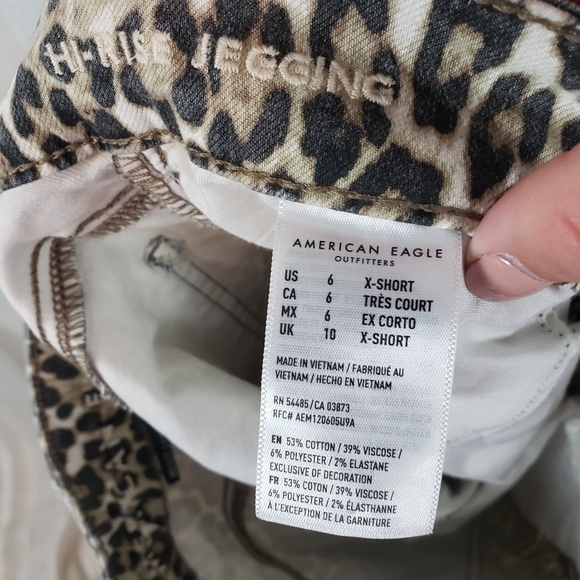 HI-RISE JEGGING
AMERICAN EAGLE
OUTFITTERS
US 6 X-SHORT
CA 6 TRÈS COURT
MX 6 EX CORTO
UK 10 X-SHORT
MADE IN VIETNAM / FABRIQUÉ AU
VIETNAM / HECHO EN VIETNAM
RN 54485/CA 03873
RFC# AEM120605U9A
EN 53% COTTON / 39% VISCOSE /
6% POLYESTER / 2% ELASTANE
EXCLUSIVE OF DECORATION
FR 53% COTON / 39% VISCOSE /
6% POLYESTER / 2% ÉLASTHANNE
À L'EXCEPTION DE LA GARNITURE